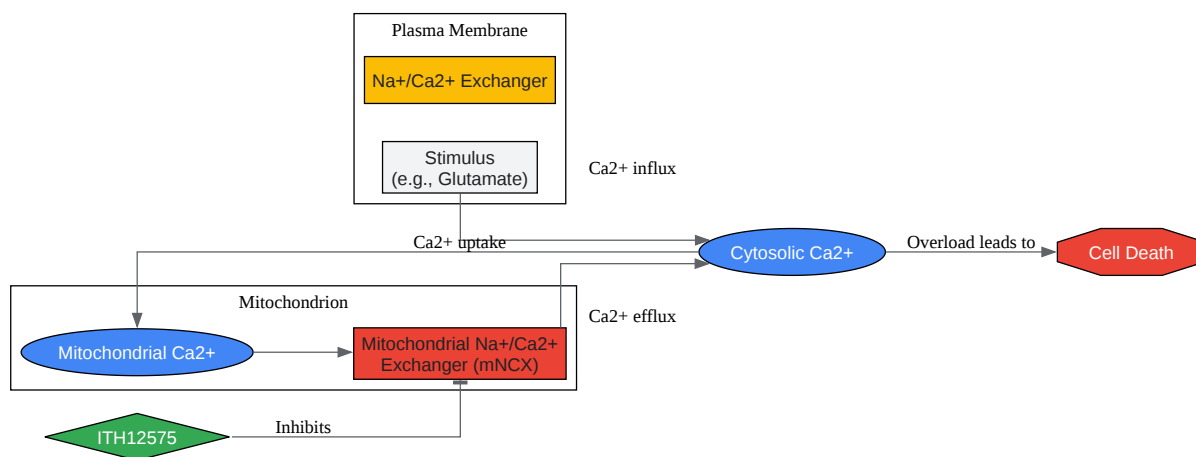 Plasma Membrane
Na+/Ca2+ Exchanger
Stimulus
(e.g., Glutamate)
Ca2+ influx
Ca2+ uptake
Cytosolic Ca2+
Overload leads to
Cell Death
Mitochondrion
Ca2+ efflux
Mitochondrial Ca2+
Mitochondrial Na+/Ca2+
Exchanger (mNCX)
ITH12575
Inhibits